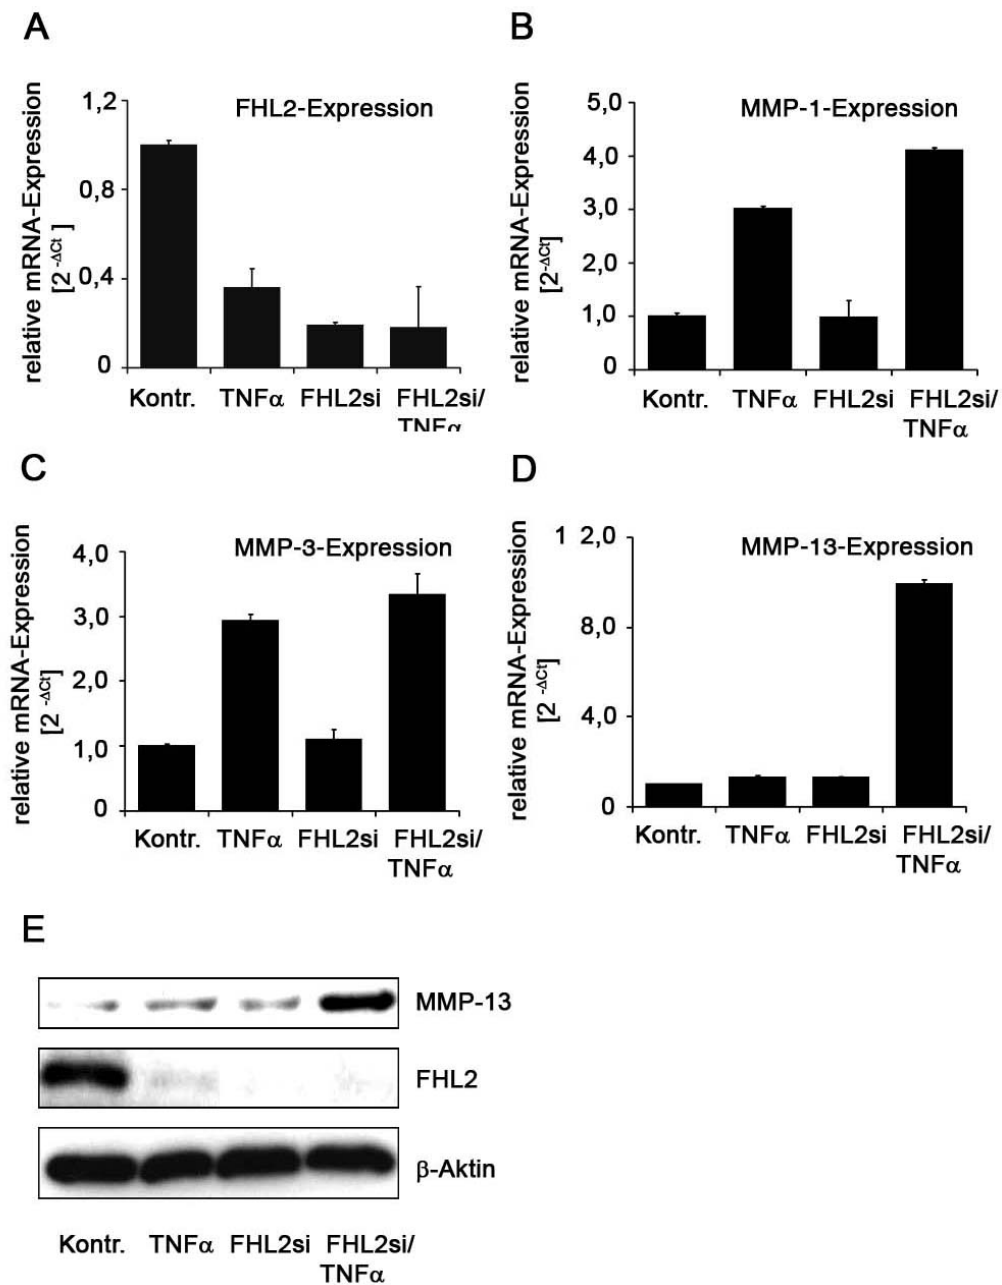 A
relative mRNA-Expression
[2 -ΔCt ]
FHL2-Expression
1,2
0,8
0,4
0
Kontr. TNFα FHL2si FHL2si/
TNFα
B
relative mRNA-Expression
[2 -ΔCt]
MMP-1-Expression
5,0
4,0
3,0
2,0
1,0
0
Kontr. TNFα FHL2si FHL2si/
TNFα
C
relative mRNA-Expression
[2 -ΔCt]
MMP-3-Expression
4,0
3,0
2,0
1,0
0
Kontr. TNFα FHL2si FHL2si/
TNFα
D
relative mRNA-Expression
[2 -ΔCt]
MMP-13-Expression
1 2,0
8,0
4,0
0
Kontr. TNFα FHL2si FHL2si/
TNFα
E
MMP-13
FHL2
β-Aktin
Kontr. TNFα FHL2si FHL2si/
TNFα